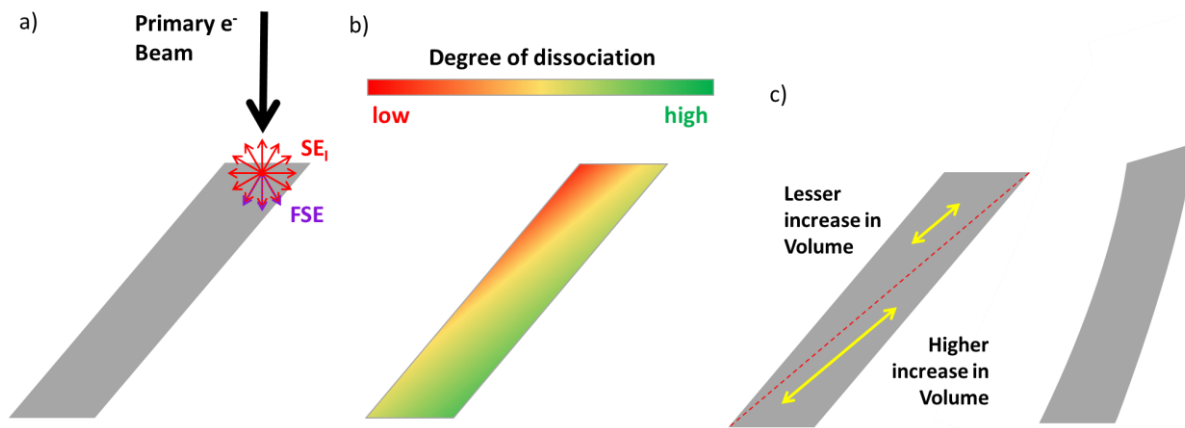 a)
Primary e-
Beam
SEI
FSE
b)
Degree of dissociation
low
high
c)
Lesser
increase in
Volume
Higher
increase in
Volume